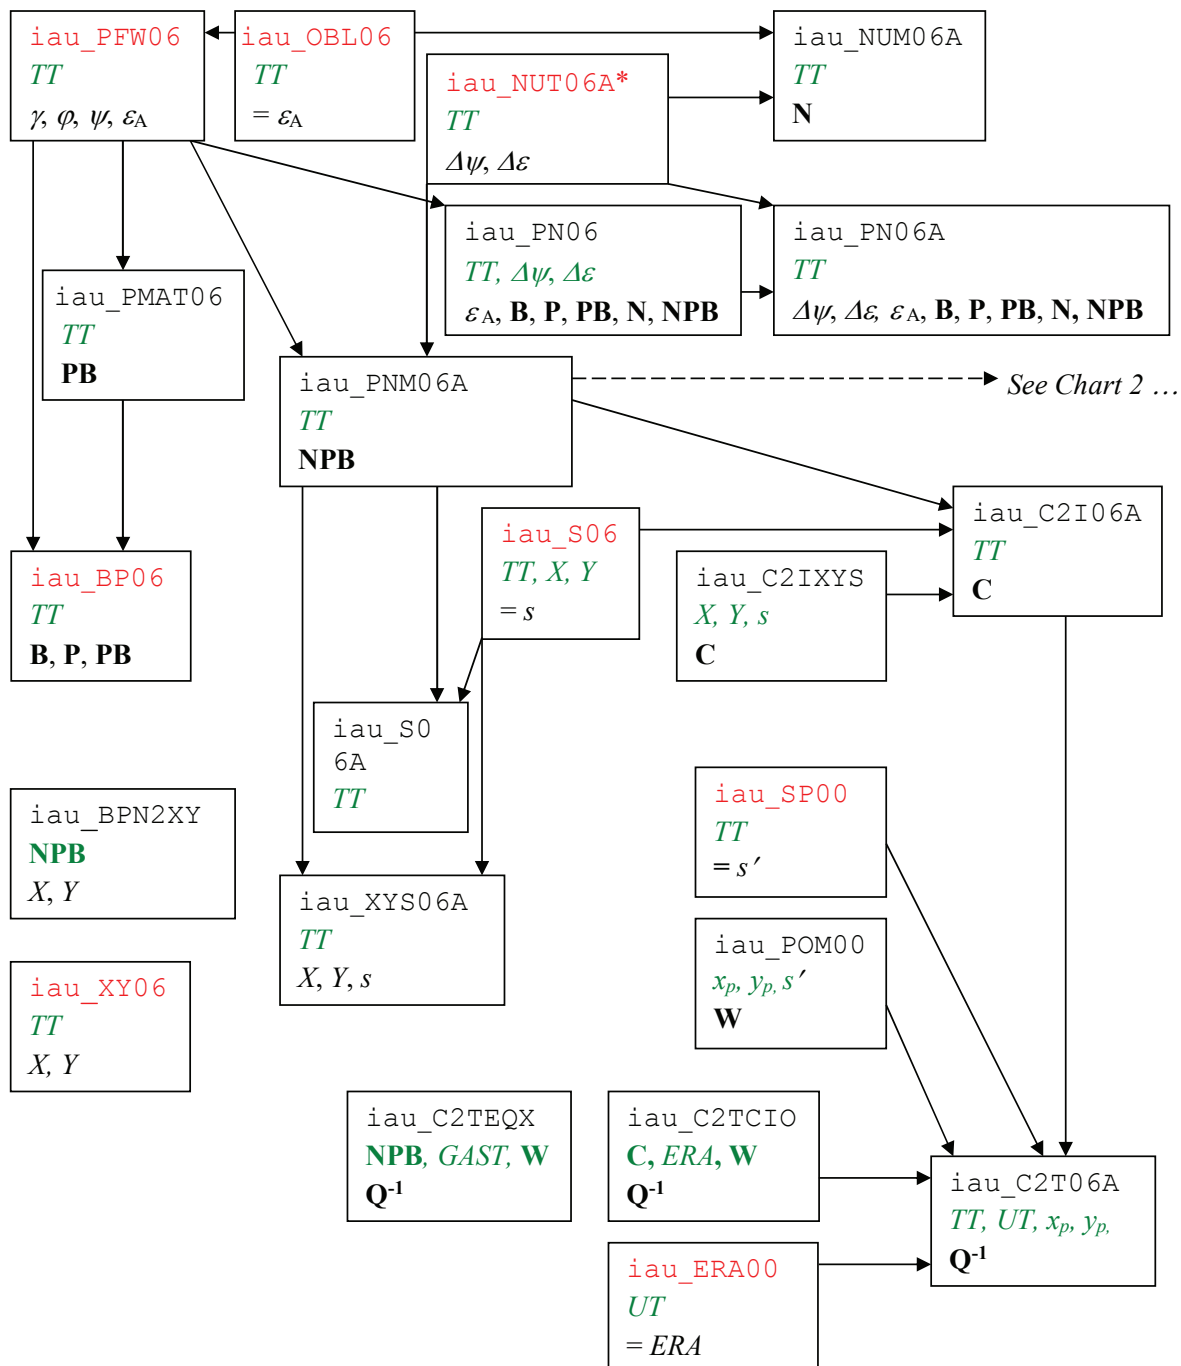 iau_PFW06
TT
γ, φ, ψ, εA
iau_OBL06
TT
= εA
iau_NUT06A*
TT
Δψ, Δε
iau_NUM06A
TT
N
iau_PN06
TT, Δψ, Δε
εA, B, P, PB, N, NPB
iau_PN06A
TT
Δψ, Δε, εA, B, P, PB, N, NPB
iau_PMAT06
TT
PB
iau_PNM06A
TT
NPB
See Chart 2 …
iau_C2I06A
TT
C
iau_S06
TT, X, Y
= s
iau_C2IXYS
X, Y, s
C
iau_BP06
TT
B, P, PB
iau_S0
6A
TT
iau_SP00
TT
= s′
iau_BPN2XY
NPB
X, Y
iau_XYS06A
TT
X, Y, s
iau_POM00
xp, yp, s′
W
iau_XY06
TT
X, Y
iau_C2TEQX
NPB, GAST, W
Q-1
iau_C2TCIO
C, ERA, W
Q-1
iau_C2T06A
TT, UT, xp, yp,
Q-1
iau_ERA00
UT
= ERA